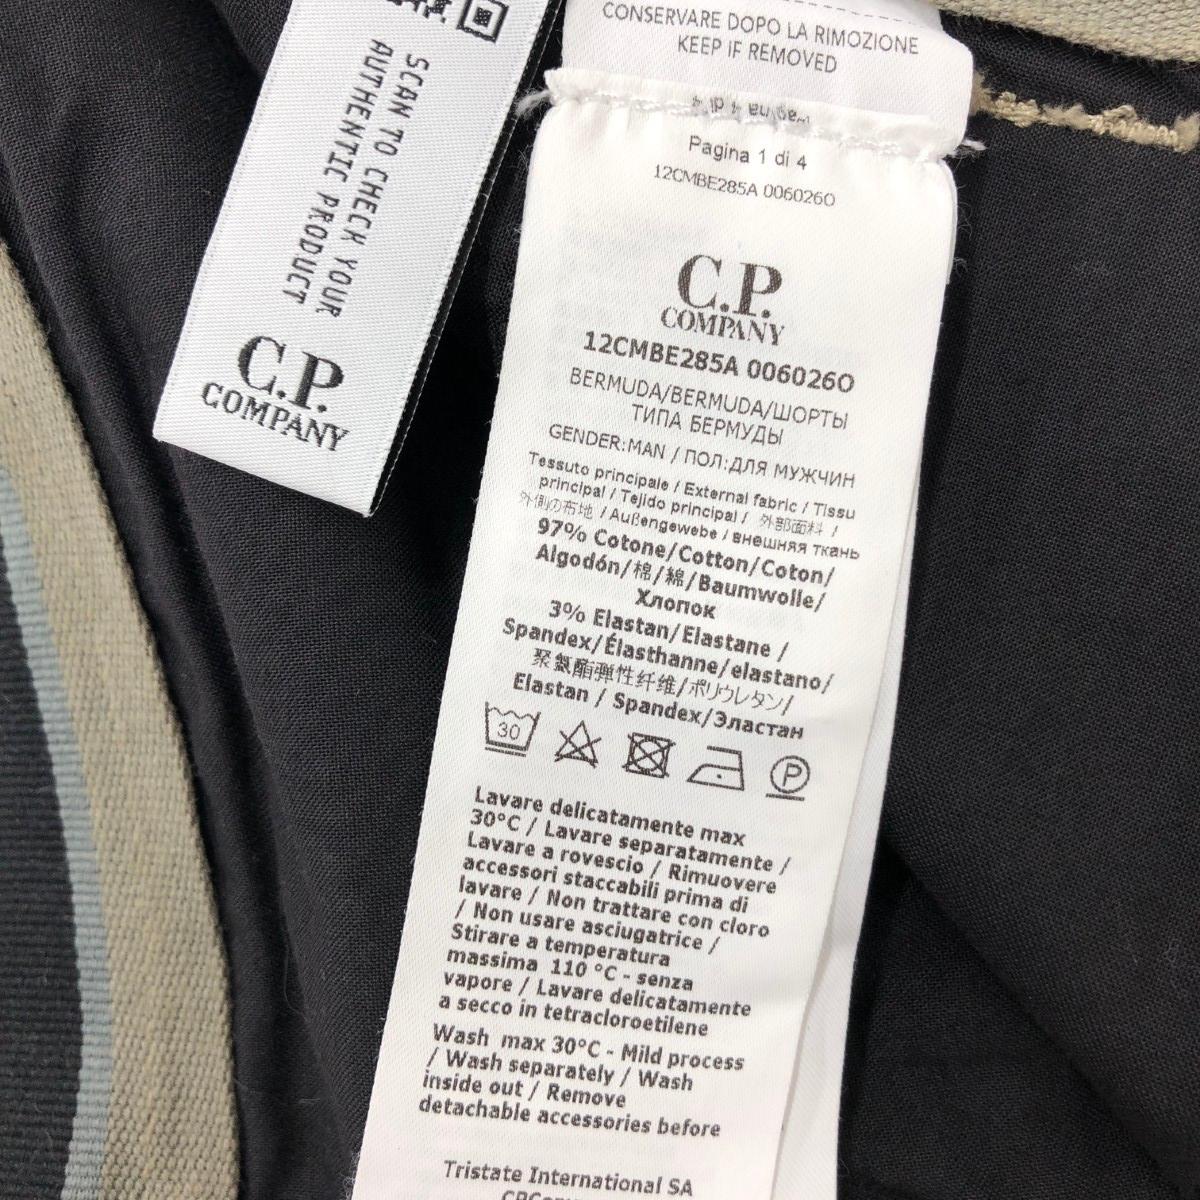 SCAN TO CHECK YOUR
AUTHENTIC PRODUCT
C.P.
COMPANY
CONSERVARE DOPO LA RIMOZIONE
KEEP IF REMOVED
Pagina 1 di 4
12CMBE285A 006026O
C.P.
COMPANY
12CMBE285A 006026O
BERMUDA/BERMUDA/ШОРТЫ
ТИПА БЕРМУДЫ
GENDER:MAN / ПОЛ:ДЛЯ МУЖЧИН
Tessuto principale / External fabric / Tissu
principal / Tejido principal / 外部面料 /
外側の布地 / Außengewebe / внешняя ткань
97% Cotone/Cotton/Coton/
Algodón/棉/綿/Baumwolle/
Хлопок
3% Elastan/Elastane /
Spandex/Élasthanne/elastano/
聚氨酯弹性纤维/ポリウレタン/
Elastan / Spandex/Эластан
30
P
Lavare delicatamente max
30°C / Lavare separatamente /
Lavare a rovescio / Rimuovere
accessori staccabili prima di
lavare / Non trattare con cloro
/ Non usare asciugatrice /
Stirare a temperatura
massima 110 °C - senza
vapore / Lavare delicatamente
a secco in tetracloroetilene
Wash max 30°C - Mild process
/ Wash separately / Wash
inside out / Remove
detachable accessories before
Tristate International SA